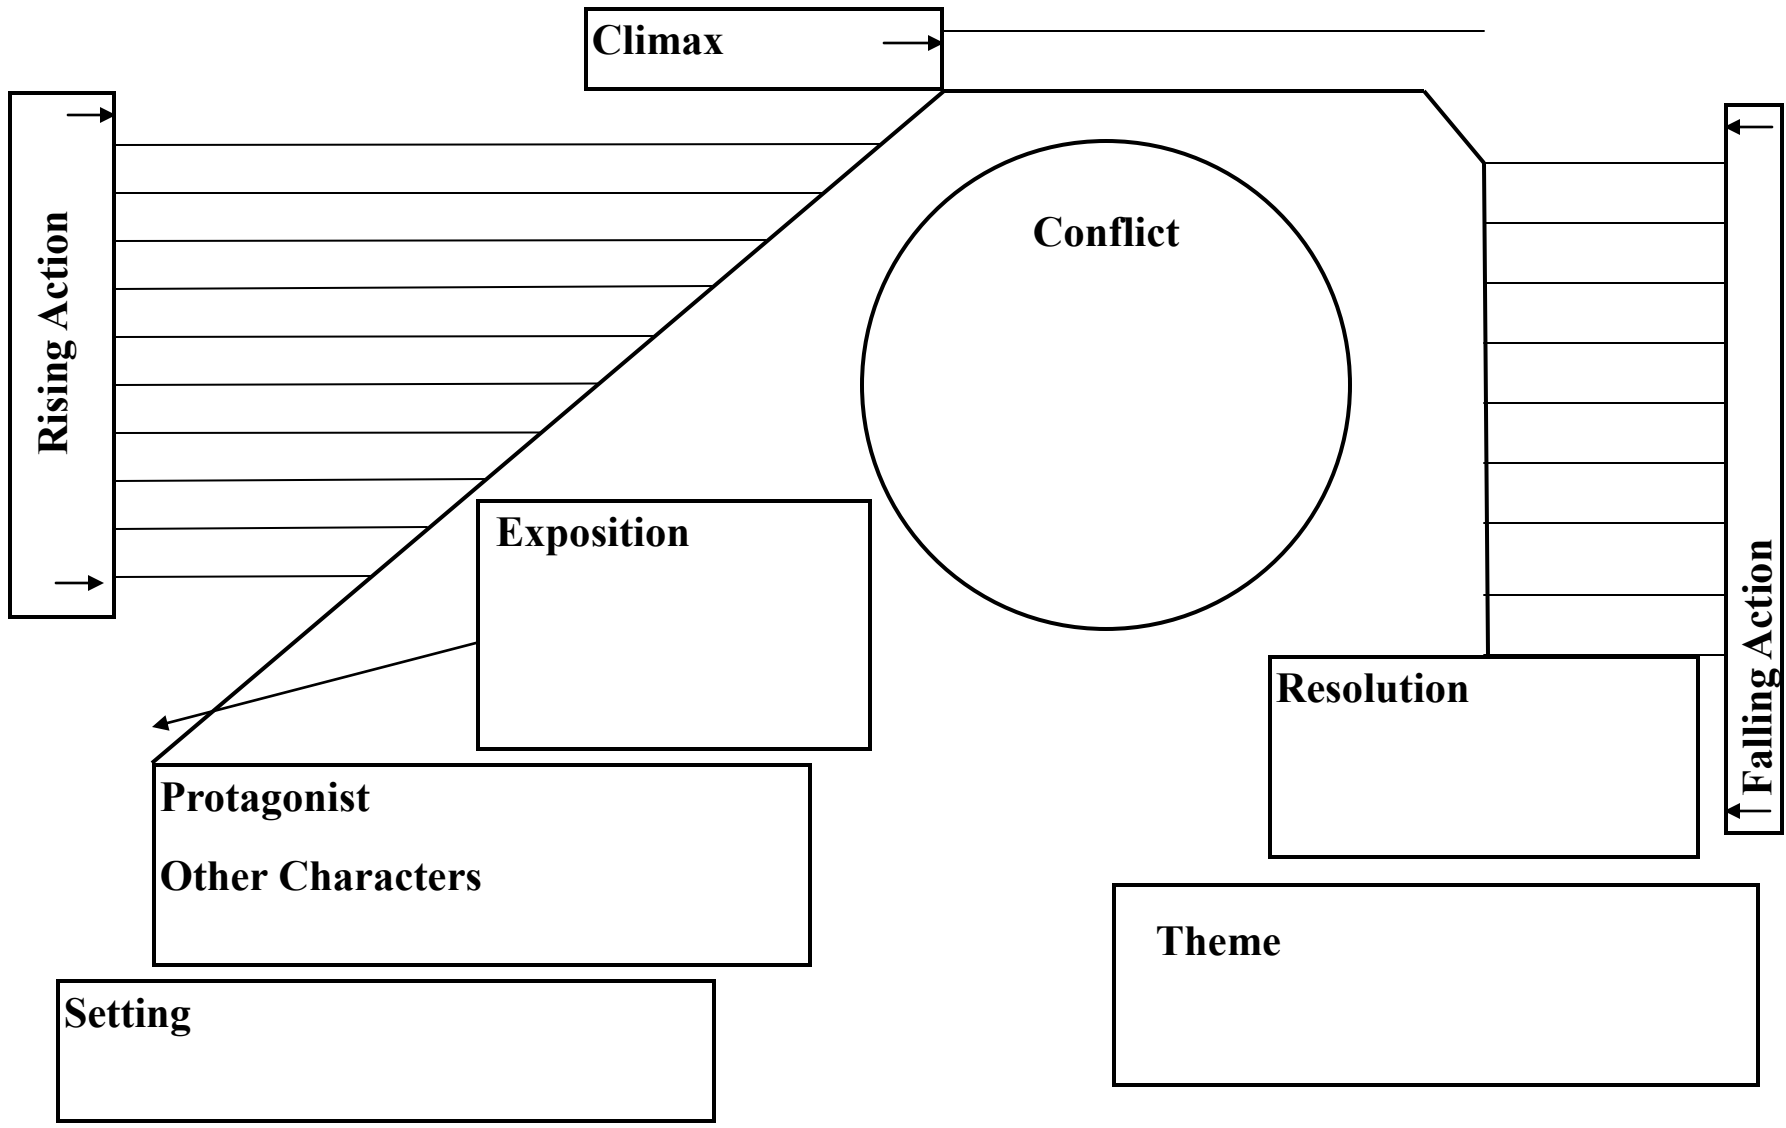 Climax
Rising Action
Conflict
Exposition
Resolution
Falling Action
Protagonist
Other Characters
Theme
Setting